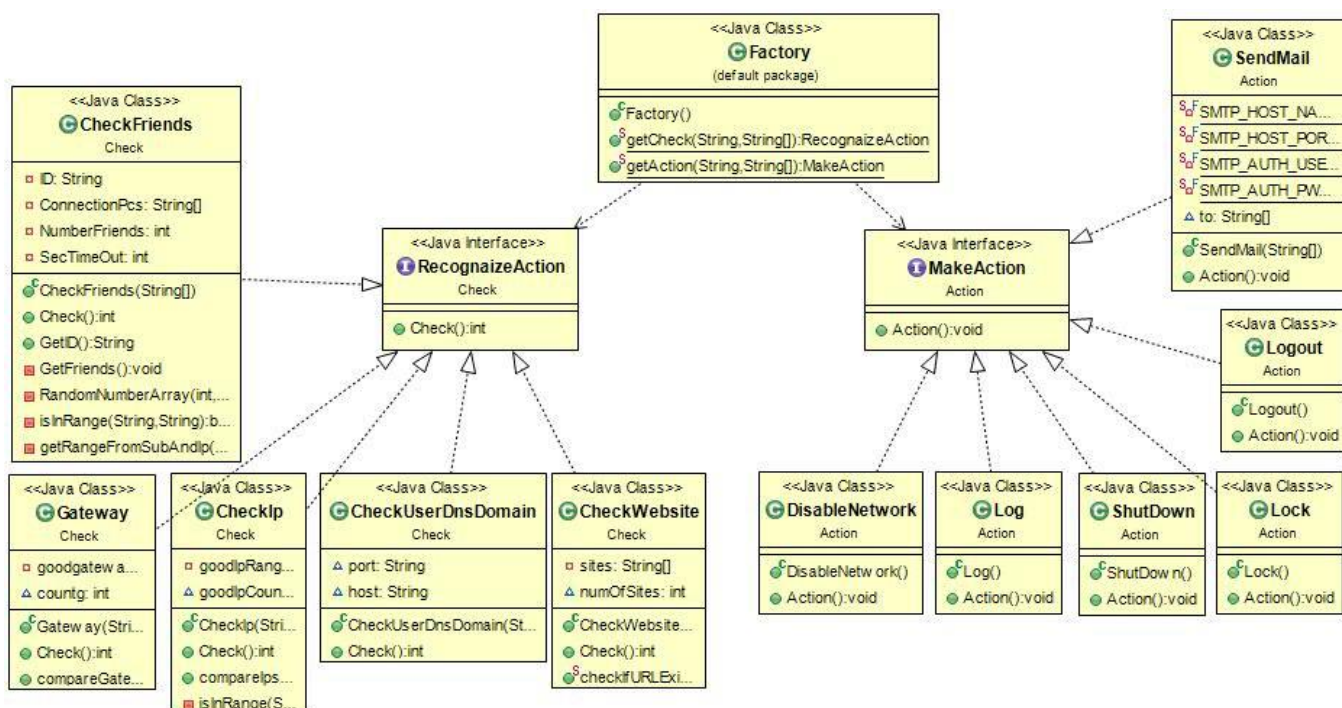 <<Java Class>>
Factory
(default package)
Factory()
getCheck(String,String[]):RecognaizeAction
getAction(String,String[]):MakeAction
<<Java Class>>
SendMail
Action
SMTP_HOST_NA...
SMTP_HOST_POR...
SMTP_AUTH_USE...
SMTP_AUTH_PW...
to: String[]
SendMail(String[])
Action():void
<<Java Class>>
CheckFriends
Check
ID: String
ConnectionPcs: String[]
NumberFriends: int
SecTimeOut: int
CheckFriends(String[])
Check():int
GetID():String
GetFriends():void
RandomNumberArray(int,...
isInRange(String,String):b...
getRangeFromSubAndIp(...
<<Java Interface>>
RecognaizeAction
Check
Check():int
<<Java Interface>>
MakeAction
Action
Action():void
<<Java Class>>
Logout
Action
Logout()
Action():void
<<Java Class>>
Gateway
Check
goodgatewa...
countg: int
Gateway(Stri...
Check():int
compareGate...
<<Java Class>>
CheckIp
Check
goodIpRang...
goodIpCoun...
CheckIp(Stri...
Check():int
compareIps...
isInRange(S...
<<Java Class>>
CheckUserDnsDomain
Check
port: String
host: String
CheckUserDnsDomain(St...
Check():int
<<Java Class>>
CheckWebsite
Check
sites: String[]
numOfSites: int
CheckWebsite...
Check():int
checkIfURLExi...
<<Java Class>>
DisableNetwork
Action
DisableNetwork()
Action():void
<<Java Class>>
Log
Action
Log()
Action():void
<<Java Class>>
ShutDown
Action
ShutDown()
Action():void
<<Java Class>>
Lock
Action
Lock()
Action():void